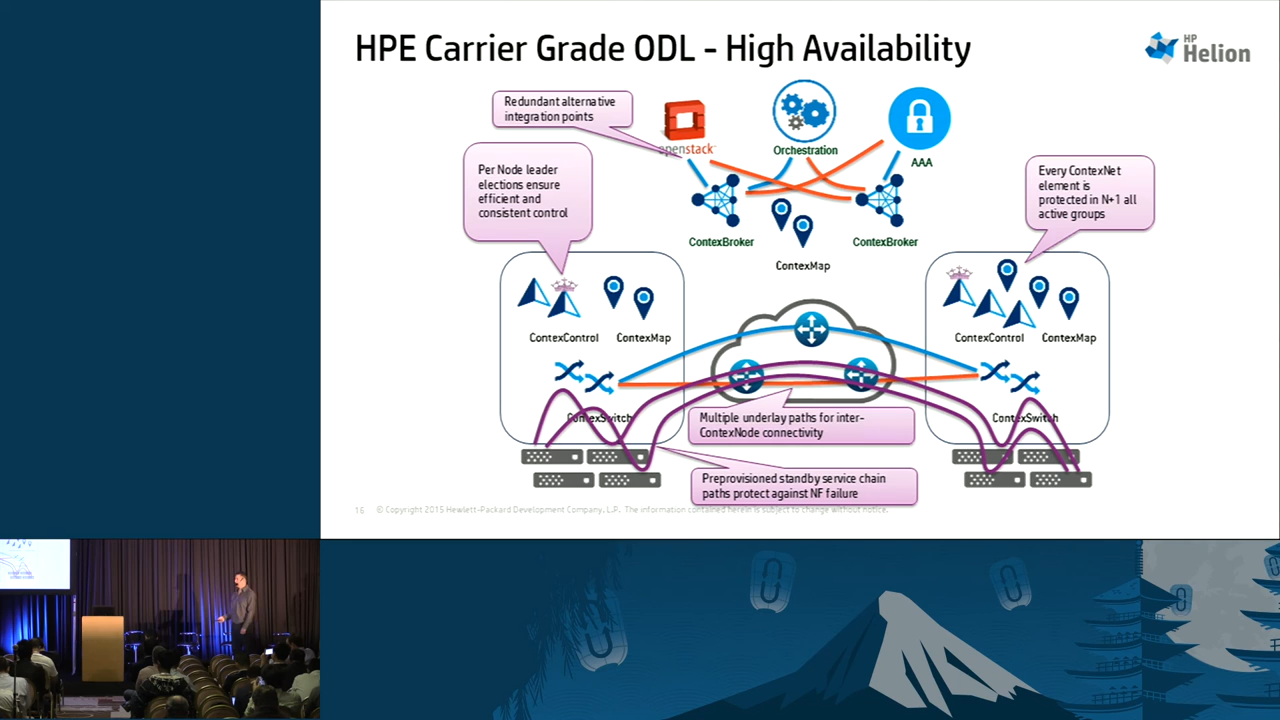 HPE Carrier Grade ODL - High Availability
HP
Helion
Redundant alternative
integration points
openstack
Orchestration
AAA
Per Node leader
elections ensure
efficient and
consistent control
Every ContexNet
element is
protected in N+1 all
active groups
ContexBroker
ContexBroker
ContexMap
ContexControl
ContexMap
ContexControl
ContexMap
ContexSwitch
ContexSwitch
Multiple underlay paths for inter-
ContexNode connectivity
Preprovisioned standby service chain
paths protect against NF failure
16 © Copyright 2015 Hewlett-Packard Development Company, L.P. The information contained herein is subject to change without notice.